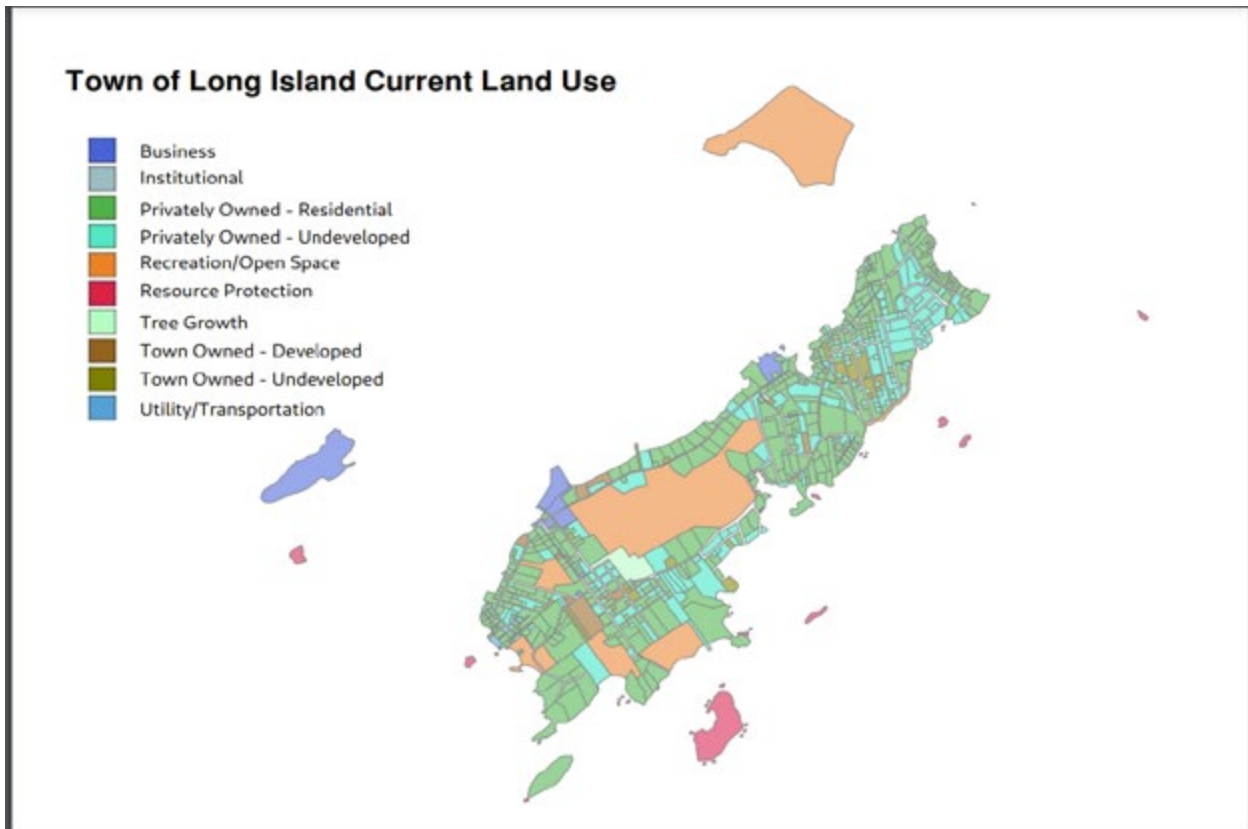 Town of Long Island Current Land Use
Business
Institutional
Privately Owned - Residential
Privately Owned - Undeveloped
Recreation/Open Space
Resource Protection
Tree Growth
Town Owned - Developed
Town Owned - Undeveloped
Utility/Transportation